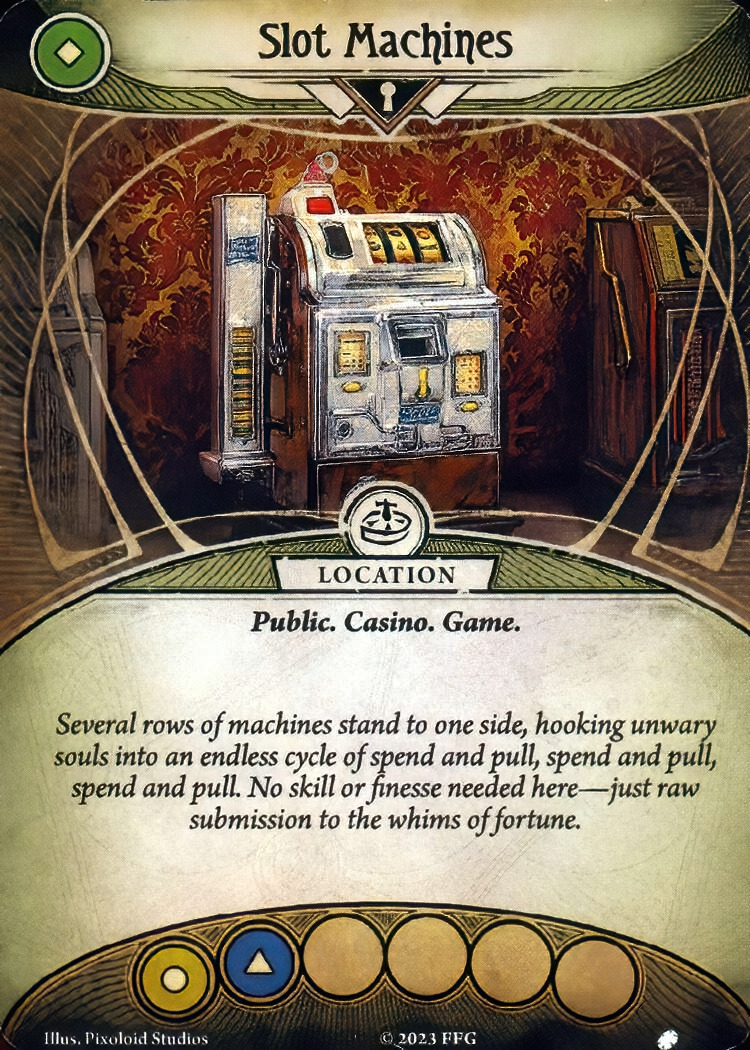 Slot Machines
LOCATION
Public. Casino. Game.
Several rows of machines stand to one side, hooking unwary
souls into an endless cycle of spend and pull, spend and pull,
spend and pull. No skill or finesse needed here—just raw
submission to the whims of fortune.
Illus. Pixoloid Studios
© 2023 FFG